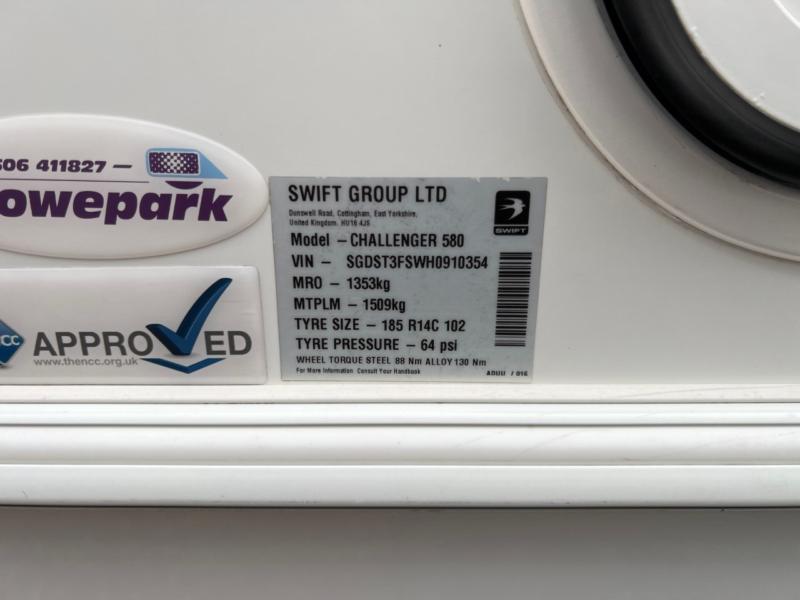 506 411827 –
owepark
CC APPROVED
www.thencc.org.uk
SWIFT GROUP LTD
Dunswell Road, Cottingham, East Yorkshire,
United Kingdom. HU16 4JS
SWIFT
Model – CHALLENGER 580
VIN – SGDST3FSWH0910354
MRO – 1353kg
MTPLM – 1509kg
TYRE SIZE – 185 R14C 102
TYRE PRESSURE – 64 psi
WHEEL TORQUE STEEL 88 Nm ALLOY 130 Nm
For More Information Consult Your Handbook